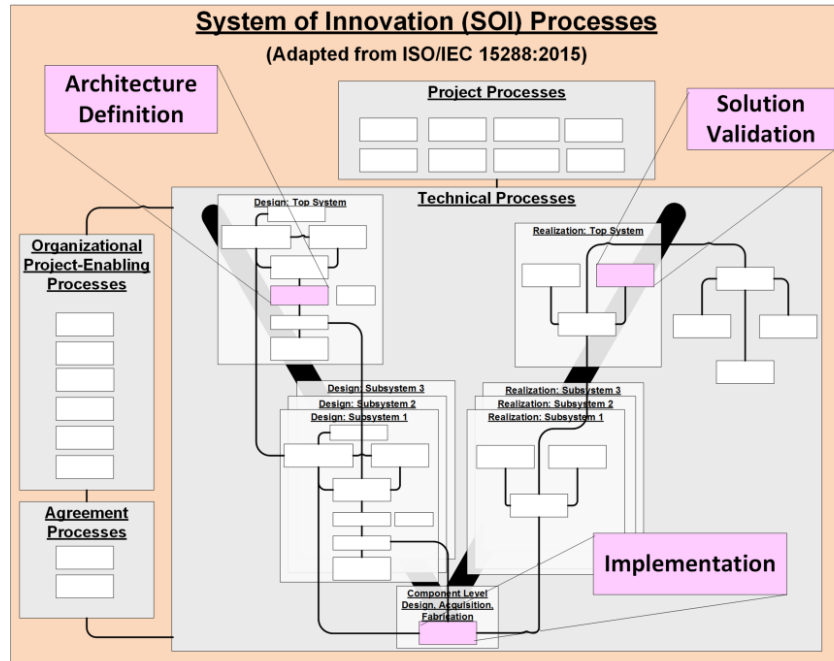 System of Innovation (SOI) Processes
(Adapted from ISO/IEC 15288:2015)
Architecture
Definition
Project Processes
Solution
Validation
Technical Processes
Design: Top System
Realization: Top System
Organizational
Project-Enabling
Processes
Design: Subsystem 3
Design: Subsystem 2
Design: Subsystem 1
Realization: Subsystem 3
Realization: Subsystem 2
Realization: Subsystem 1
Agreement
Processes
Implementation
Component Level
Design, Acquisition,
Fabrication